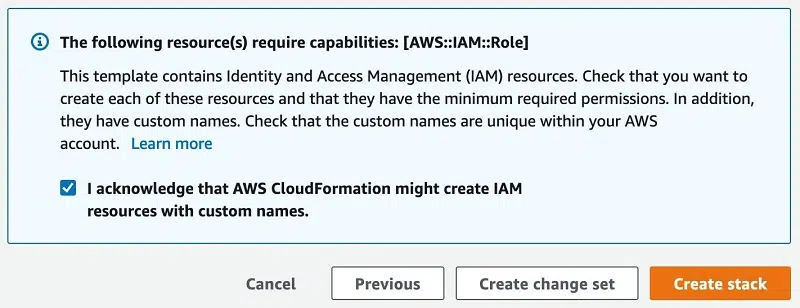 The following resource(s) require capabilities: [AWS::IAM::Role]
This template contains Identity and Access Management (IAM) resources. Check that you want to
create each of these resources and that they have the minimum required permissions. In addition,
they have custom names. Check that the custom names are unique within your AWS
account. Learn more
I acknowledge that AWS CloudFormation might create IAM
resources with custom names.
Cancel Previous Create change set Create stack